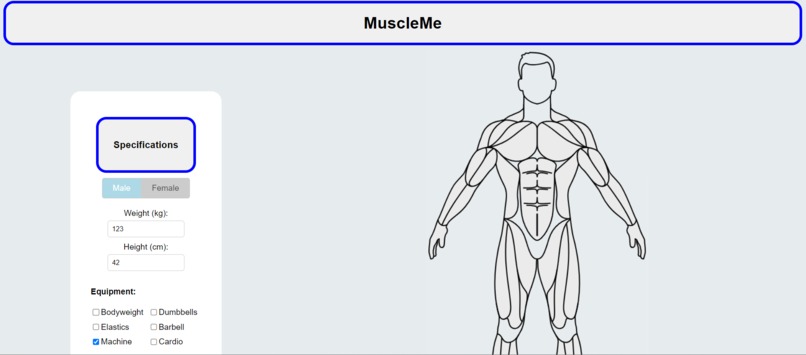 MuscleMe
Specifications
Male Female
Weight (kg):
123
Height (cm):
42
Equipment:
Bodyweight Dumbbells
Elastics Barbell
Machine Cardio